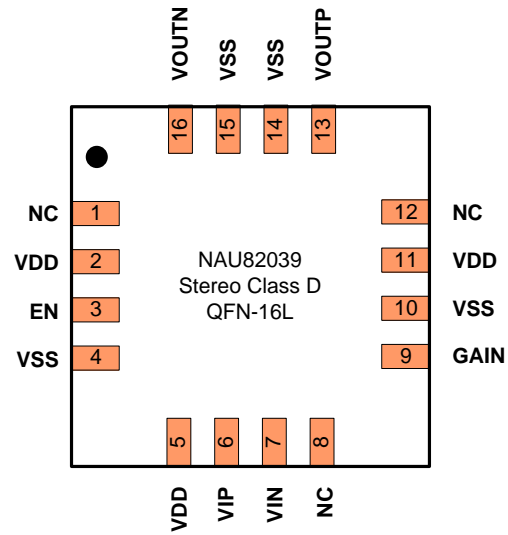 VOUTN
VSS
VSS
VOUTP
16
15
14
13
NC 1
VDD 2
EN 3
VSS 4
NAU82039
Stereo Class D
QFN-16L
12 NC
11 VDD
10 VSS
9 GAIN
5
6
7
8
VDD
VIP
VIN
NC